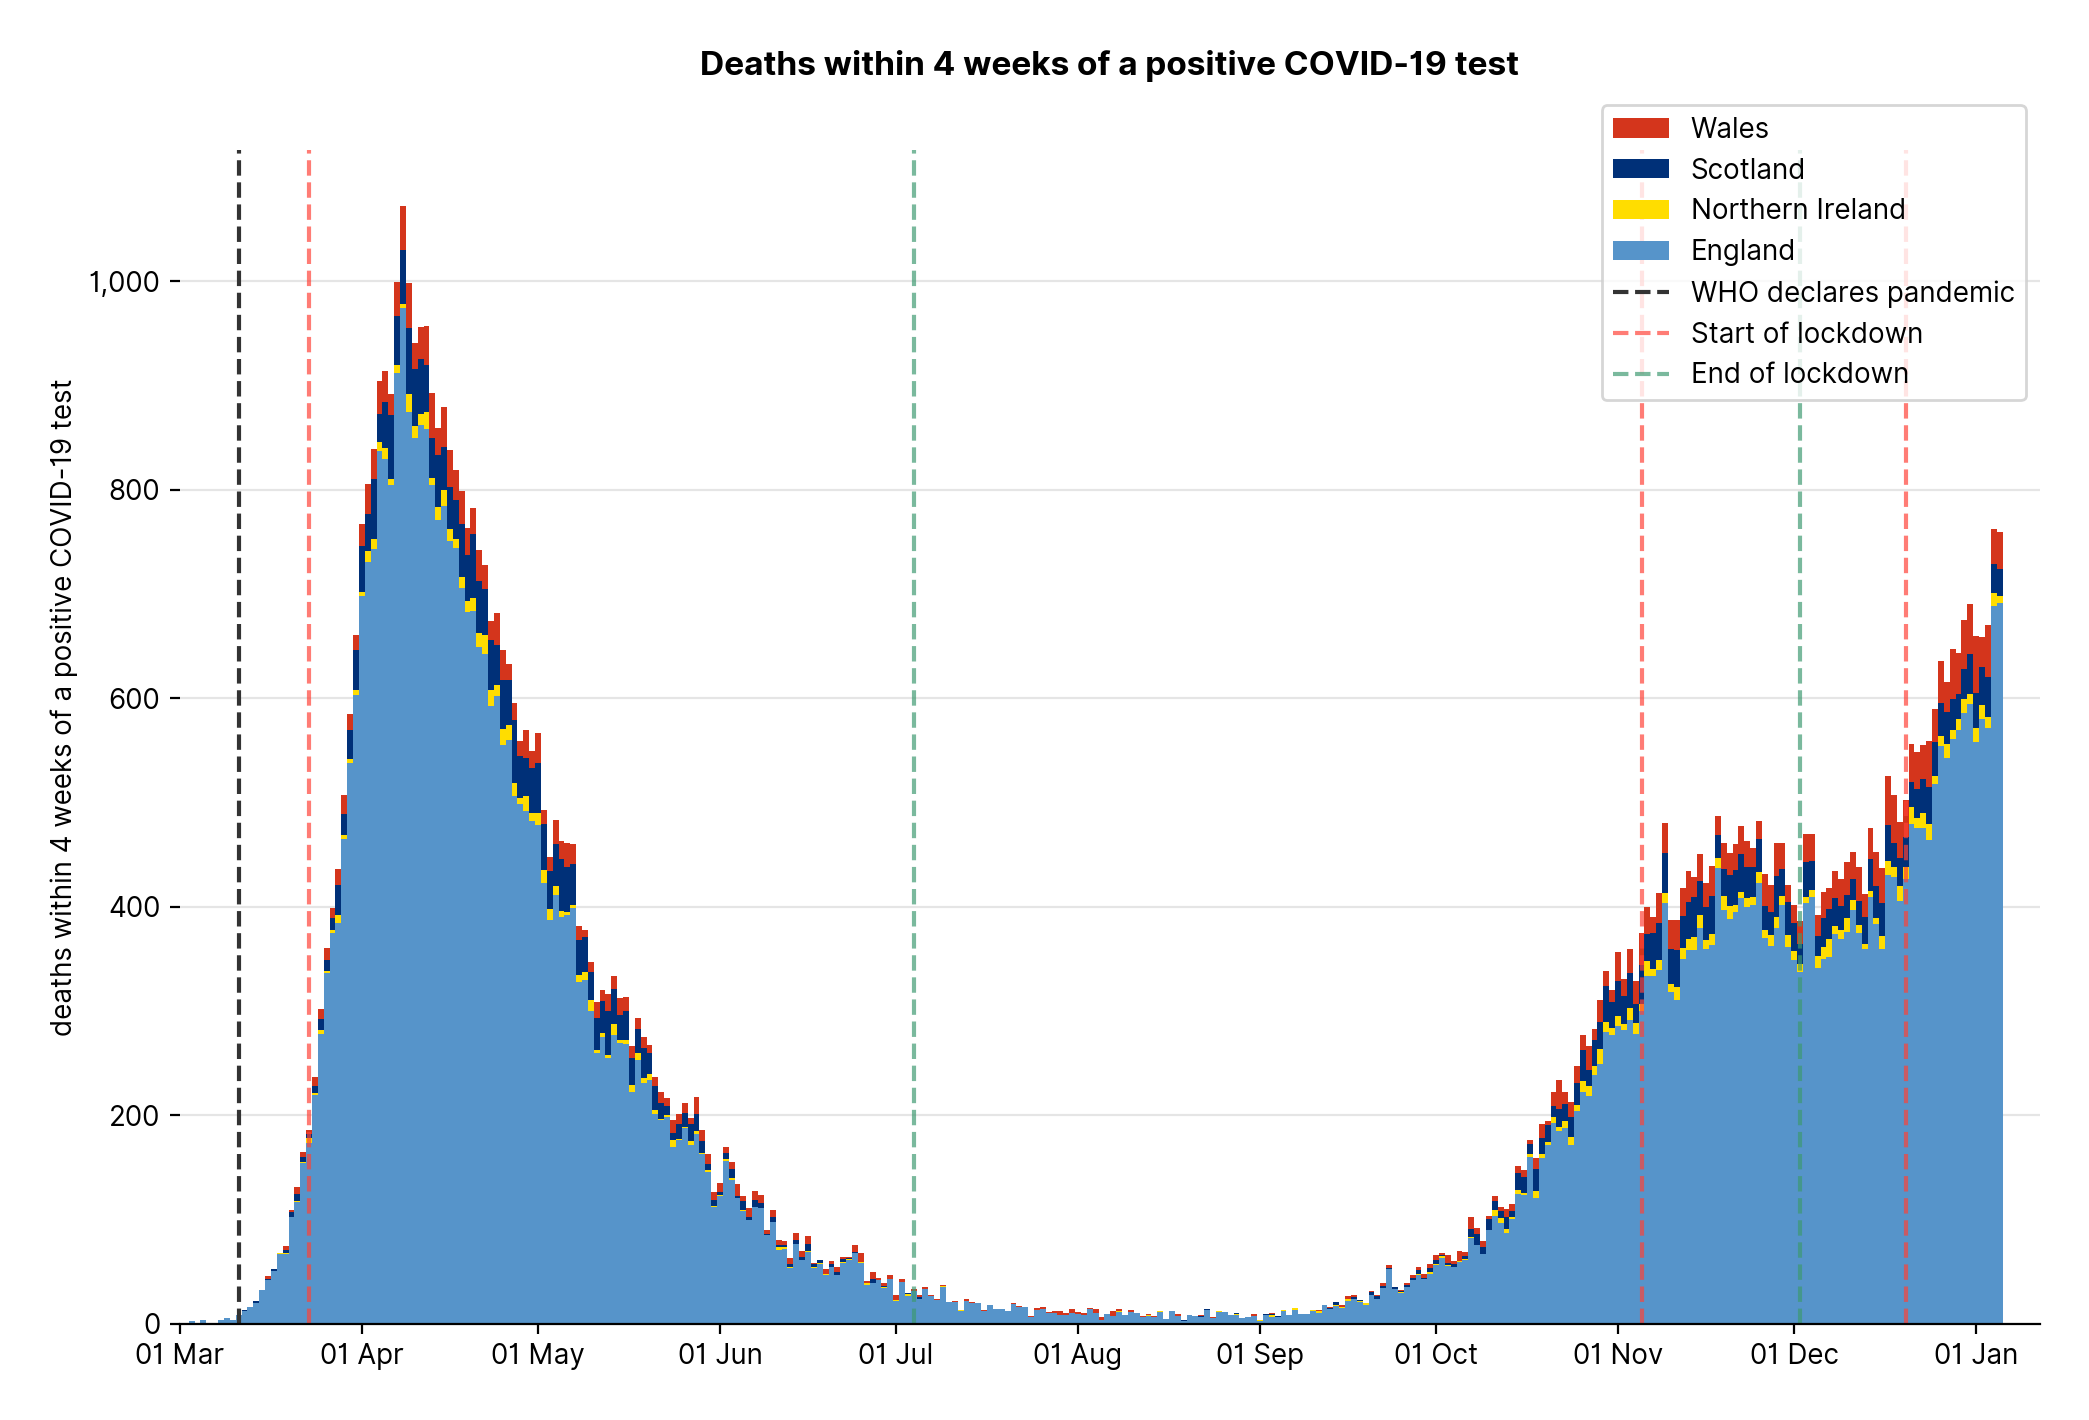 Deaths within 4 weeks of a positive COVID-19 test
Wales
Scotland
Northern Ireland
England
WHO declares pandemic
Start of lockdown
End of lockdown
deaths within 4 weeks of a positive COVID-19 test
1,000
800
600
400
200
0
01 Mar
01 Apr
01 May
01 Jun
01 Jul
01 Aug
01 Sep
01 Oct
01 Nov
01 Dec
01 Jan